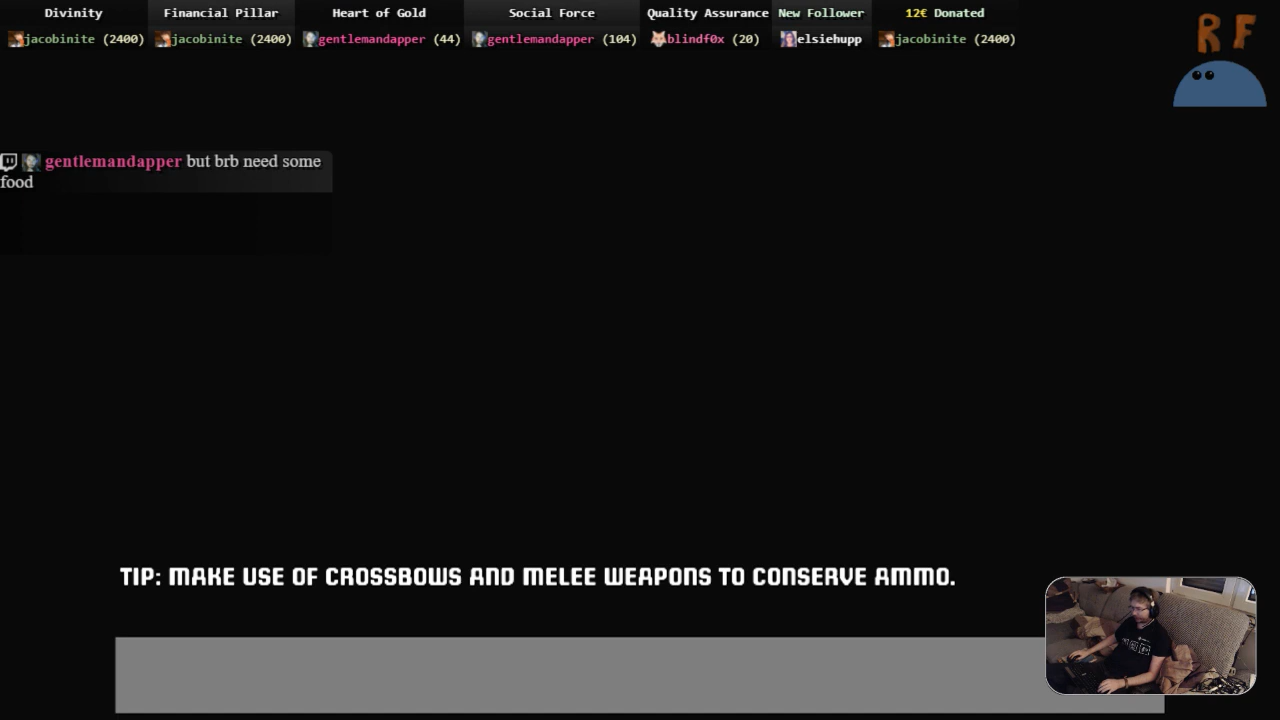 Divinity Financial Pillar Heart of Gold Social Force Quality Assurance New Follower 12€ Donated
jacobinite (2400) jacobinite (2400) gentlemandapper (44) gentlemandapper (104) blindf0x (20) elsiehupp jacobinite (2400)
R F
gentlemandapper but brb need some
food
TIP: MAKE USE OF CROSSBOWS AND MELEE WEAPONS TO CONSERVE AMMO.